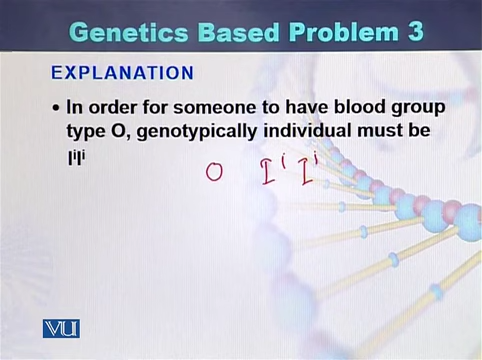 Genetics Based Problem 3
EXPLANATION
• In order for someone to have blood group
type O, genotypically individual must be
IⁱIⁱ
O IⁱIⁱ
VU